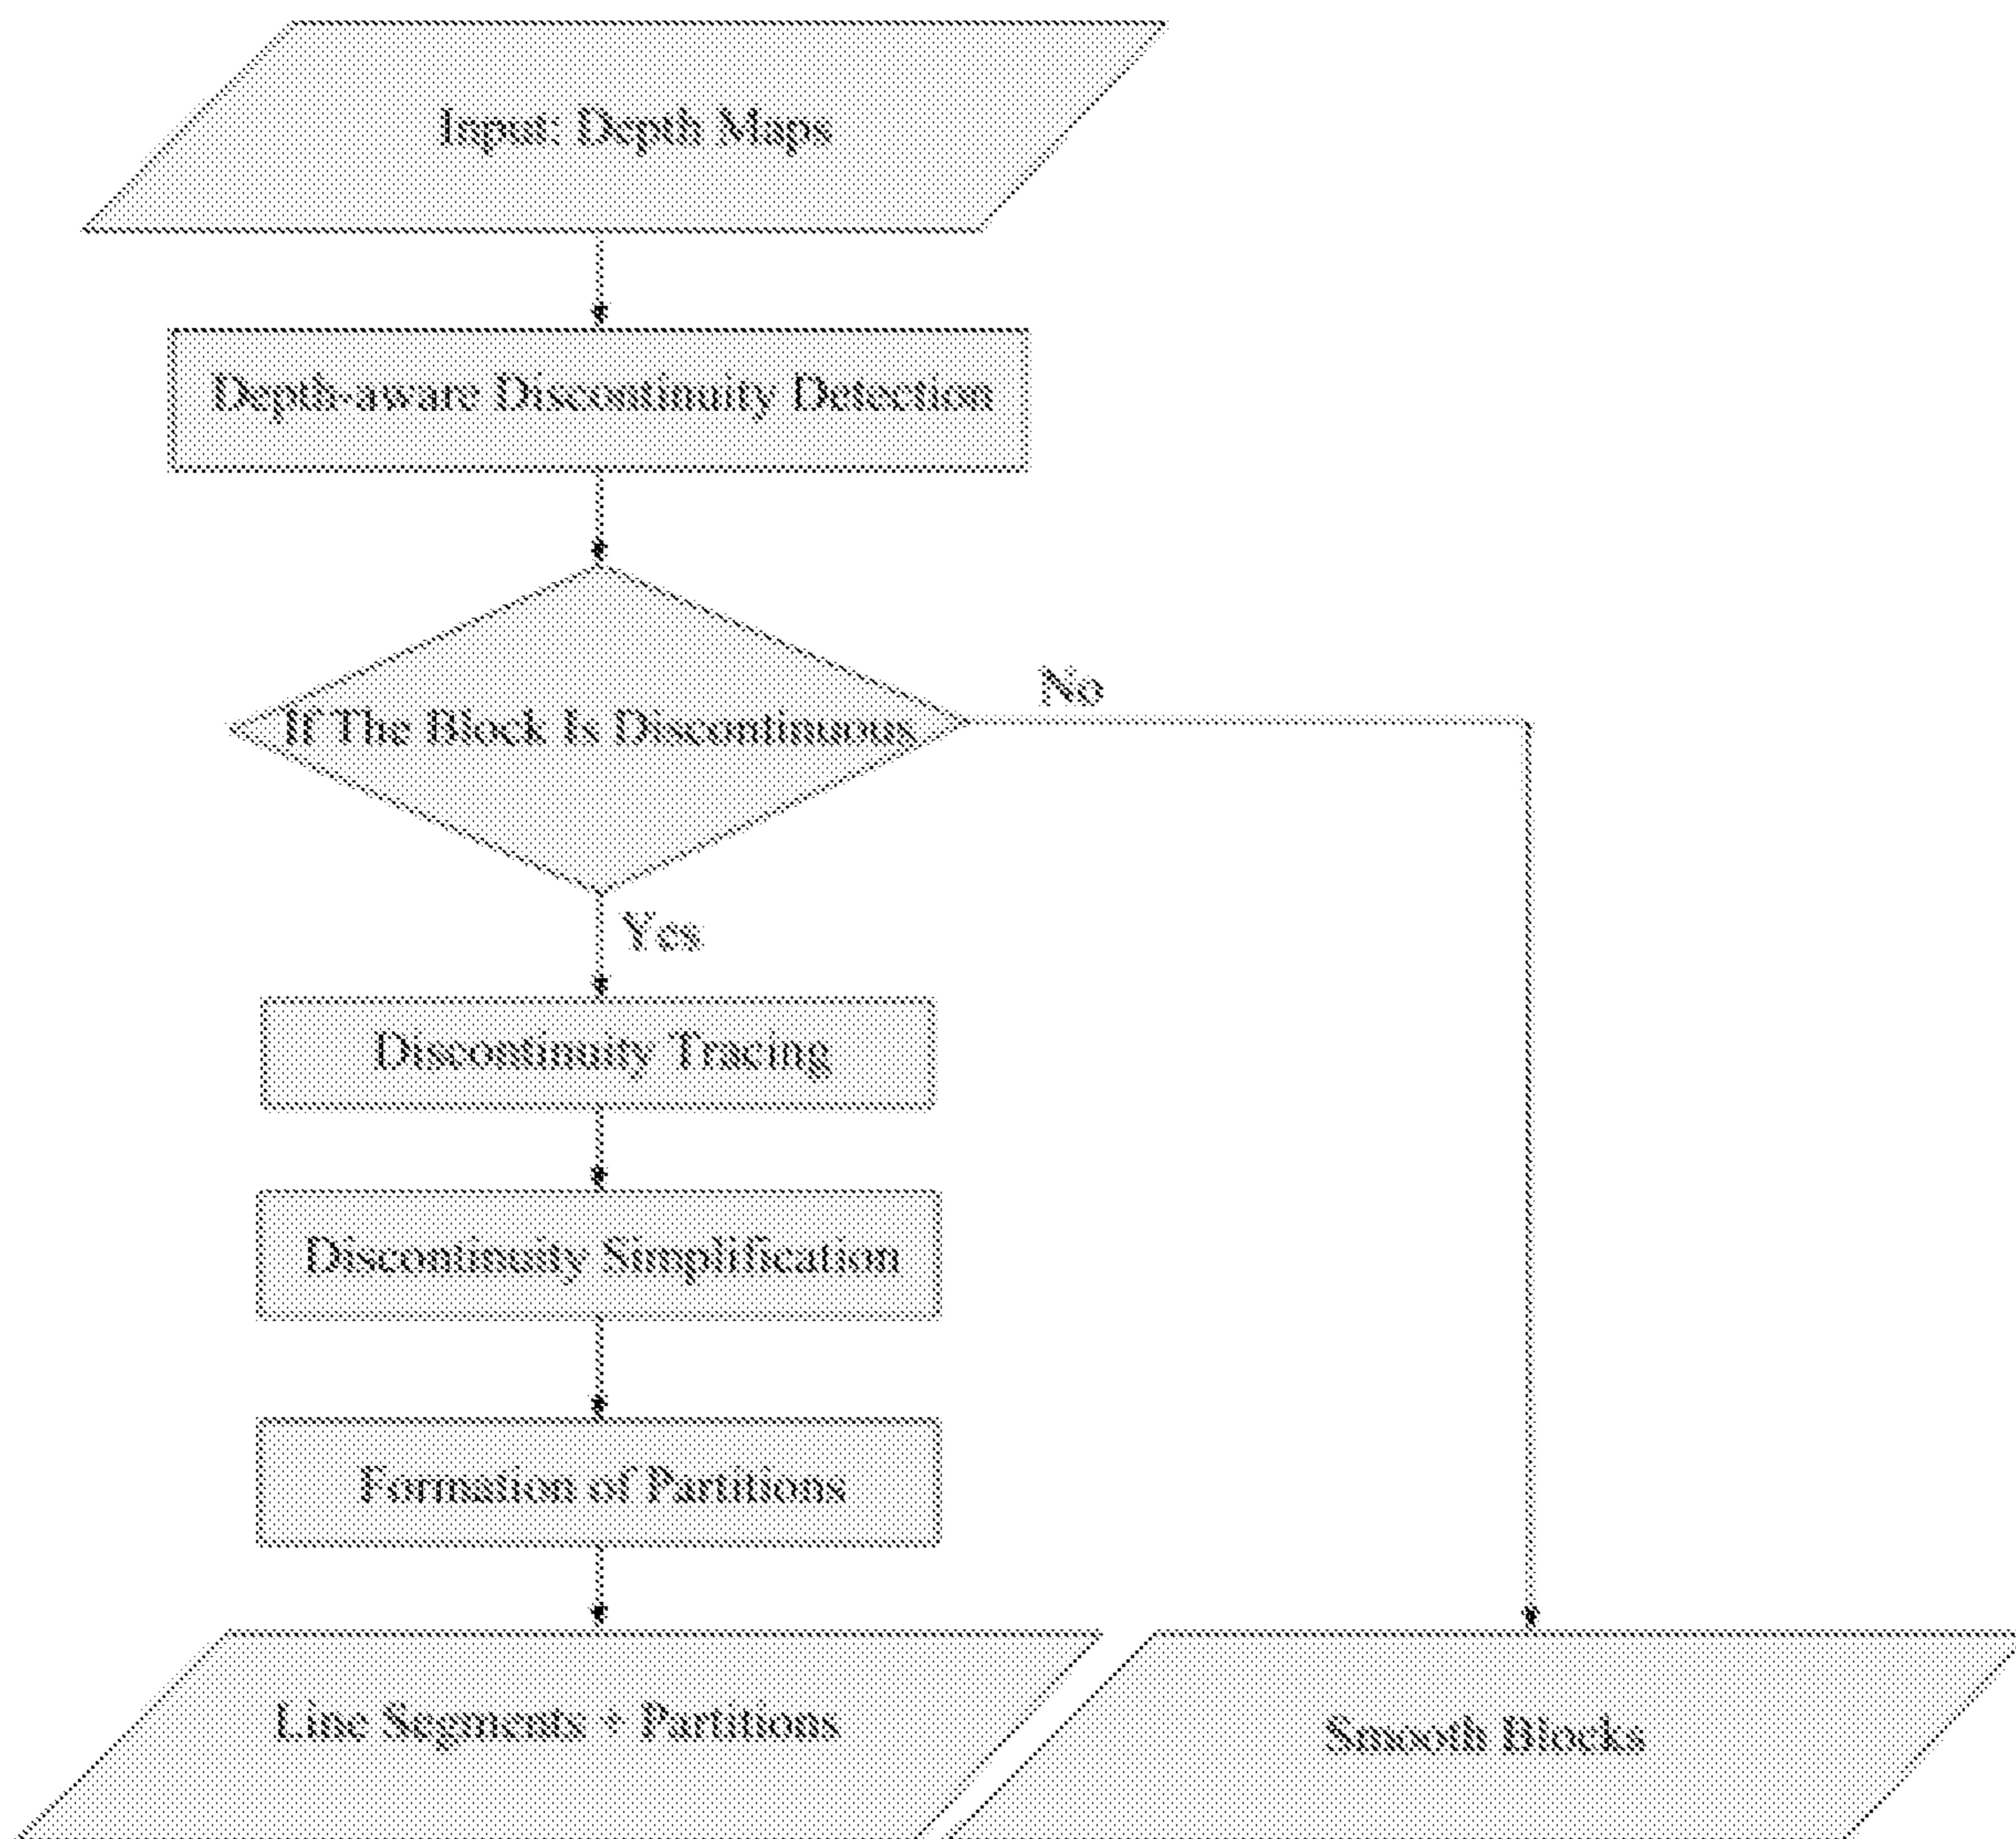 Input: Depth Maps
Depth-aware Discontinuity Detection
If The Block Is Discontinuous
No
Yes
Discontinuity Tracing
Discontinuity Simplification
Formation of Partitions
Line Segments + Partitions
Smooth Blocks